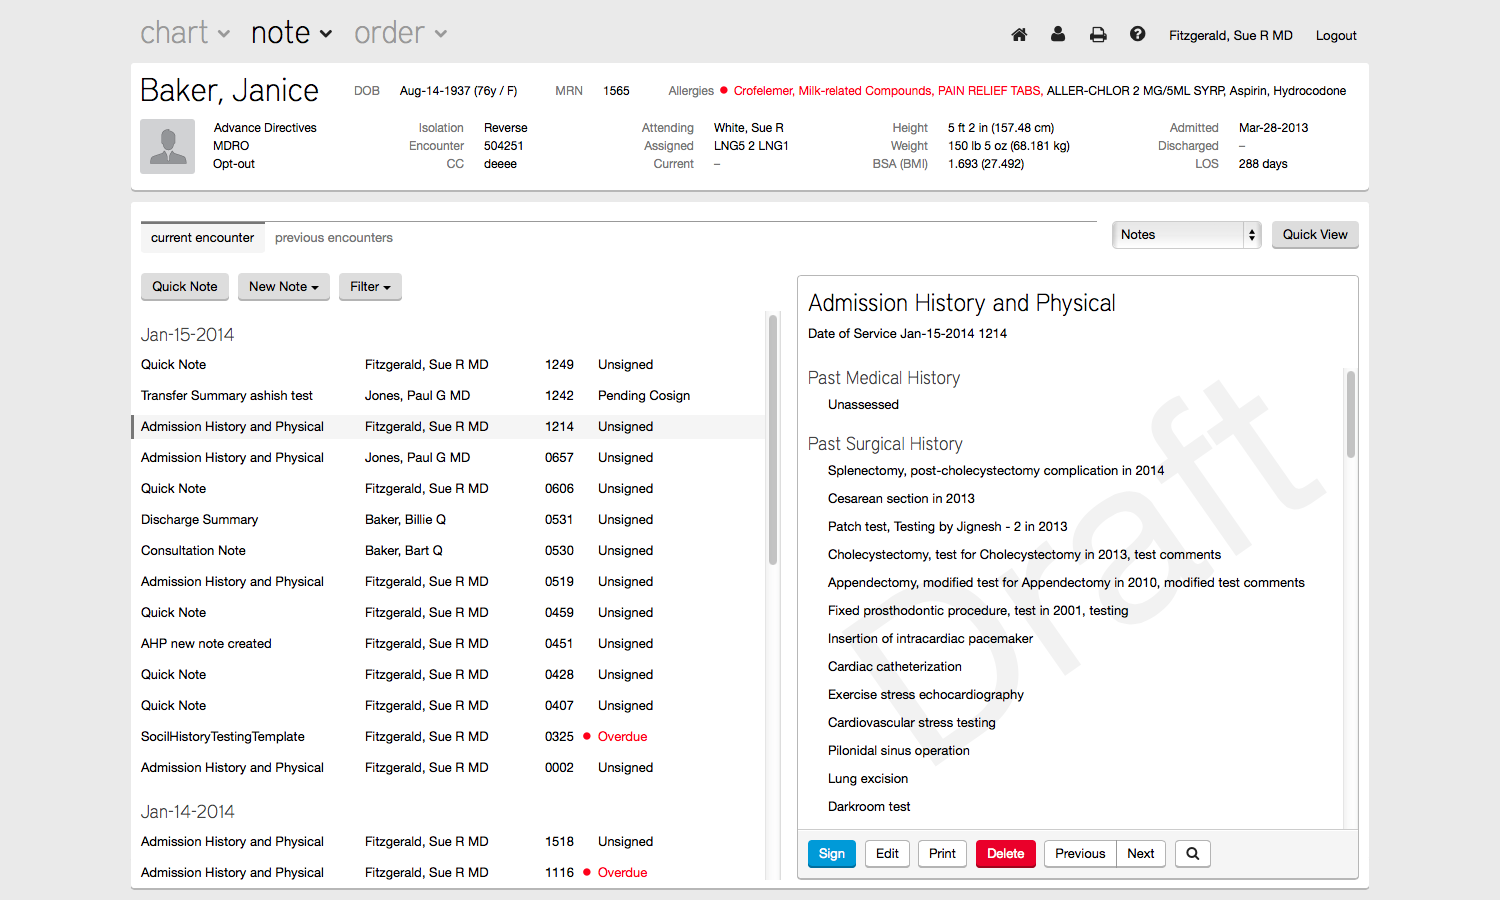 chart note order
Fitzgerald, Sue R MD Logout
Baker, Janice DOB Aug-14-1937 (76y / F) MRN 1565 Allergies Crofelemer, Milk-related Compounds, PAIN RELIEF TABS, ALLER-CHLOR 2 MG/5ML SYRP, Aspirin, Hydrocodone
Advance Directives Isolation Reverse Attending White, Sue R Height 5 ft 2 in (157.48 cm) Admitted Mar-28-2013
MDRO Encounter 504251 Assigned LNG5 2 LNG1 Weight 150 lb 5 oz (68.181 kg) Discharged –
Opt-out CC deeee Current – BSA (BMI) 1.693 (27.492) LOS 288 days
current encounter previous encounters Notes Quick View
Quick Note New Note Filter
Jan-15-2014
Quick Note Fitzgerald, Sue R MD 1249 Unsigned
Transfer Summary ashish test Jones, Paul G MD 1242 Pending Cosign
Admission History and Physical Fitzgerald, Sue R MD 1214 Unsigned
Admission History and Physical Jones, Paul G MD 0657 Unsigned
Quick Note Fitzgerald, Sue R MD 0606 Unsigned
Discharge Summary Baker, Billie Q 0531 Unsigned
Consultation Note Baker, Bart Q 0530 Unsigned
Admission History and Physical Fitzgerald, Sue R MD 0519 Unsigned
Quick Note Fitzgerald, Sue R MD 0459 Unsigned
AHP new note created Fitzgerald, Sue R MD 0451 Unsigned
Quick Note Fitzgerald, Sue R MD 0428 Unsigned
Quick Note Fitzgerald, Sue R MD 0407 Unsigned
SocilHistoryTestingTemplate Fitzgerald, Sue R MD 0325 Overdue
Admission History and Physical Fitzgerald, Sue R MD 0002 Unsigned
Jan-14-2014
Admission History and Physical Fitzgerald, Sue R MD 1518 Unsigned
Admission History and Physical Fitzgerald, Sue R MD 1116 Overdue
Admission History and Physical
Date of Service Jan-15-2014 1214
Past Medical History
Unassessed
Past Surgical History
Splenectomy, post-cholecystectomy complication in 2014
Cesarean section in 2013
Patch test, Testing by Jignesh - 2 in 2013
Cholecystectomy, test for Cholecystectomy in 2013, test comments
Appendectomy, modified test for Appendectomy in 2010, modified test comments
Fixed prosthodontic procedure, test in 2001, testing
Insertion of intracardiac pacemaker
Cardiac catheterization
Exercise stress echocardiography
Cardiovascular stress testing
Pilonidal sinus operation
Lung excision
Darkroom test
Draft
Sign Edit Print Delete Previous Next